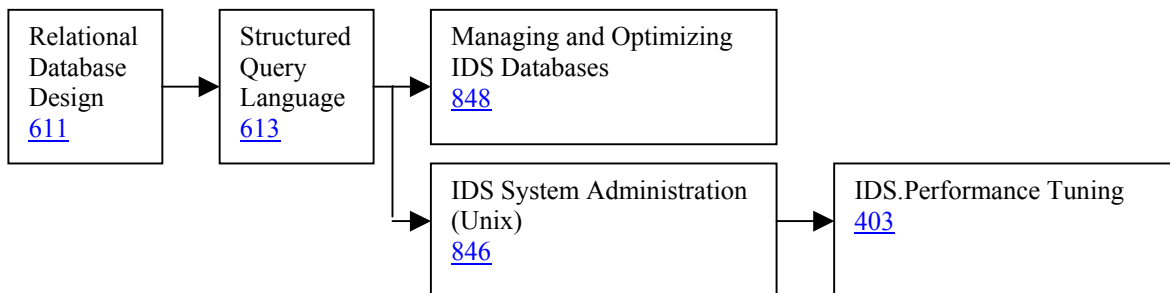 Relational
Database
Design
611
Structured
Query
Language
613
Managing and Optimizing
IDS Databases
848
IDS System Administration
(Unix)
846
IDS.Performance Tuning
403